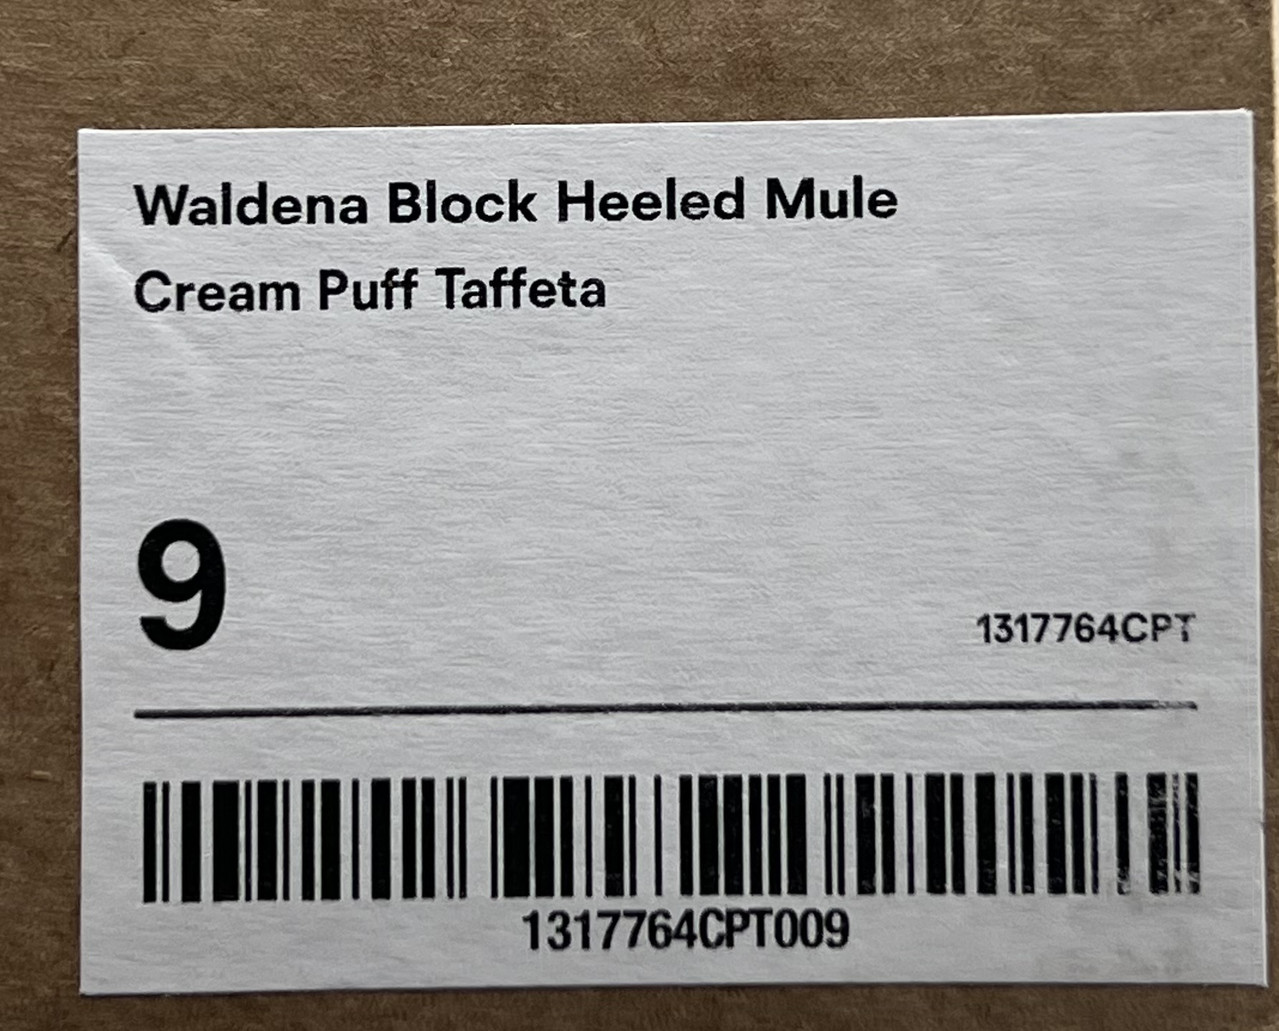 Waldena Block Heeled Mule
Cream Puff Taffeta
9
1317764CPT
1317764CPT009